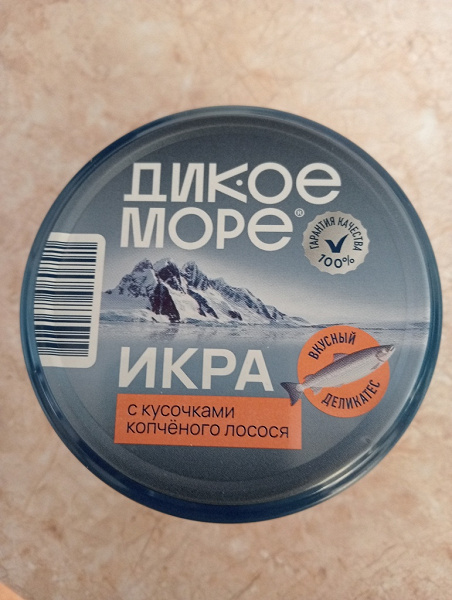 ДИКОЕ
МОРЕ®
ГАРАНТИЯ КАЧЕСТВА
100%
ИКРА
ВКУСНЫЙ
ДЕЛИКАТЕС
с кусочками
копчёного лосося